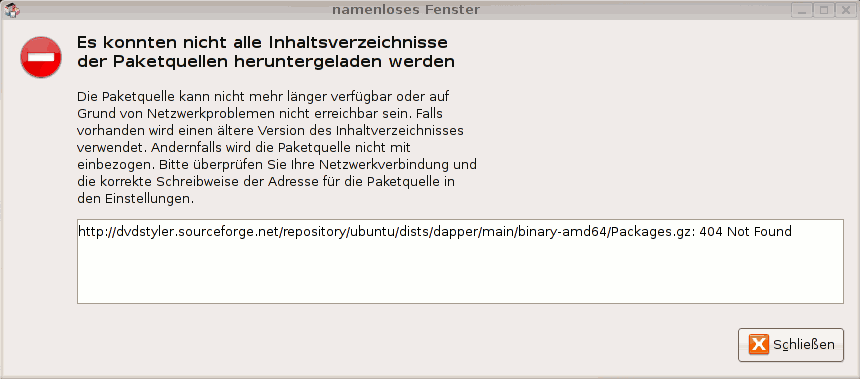 namenloses Fenster
Es konnten nicht alle Inhaltsverzeichnisse
der Paketquellen heruntergeladen werden
Die Paketquelle kann nicht mehr länger verfügbar oder auf
Grund von Netzwerkproblemen nicht erreichbar sein. Falls
vorhanden wird einen ältere Version des Inhaltverzeichnisses
verwendet. Andernfalls wird die Paketquelle nicht mit
einbezogen. Bitte überprüfen Sie Ihre Netzwerkverbindung und
die korrekte Schreibweise der Adresse für die Paketquelle in
den Einstellungen.
http://dvdstyler.sourceforge.net/repository/ubuntu/dists/dapper/main/binary-amd64/Packages.gz: 404 Not Found
Schließen